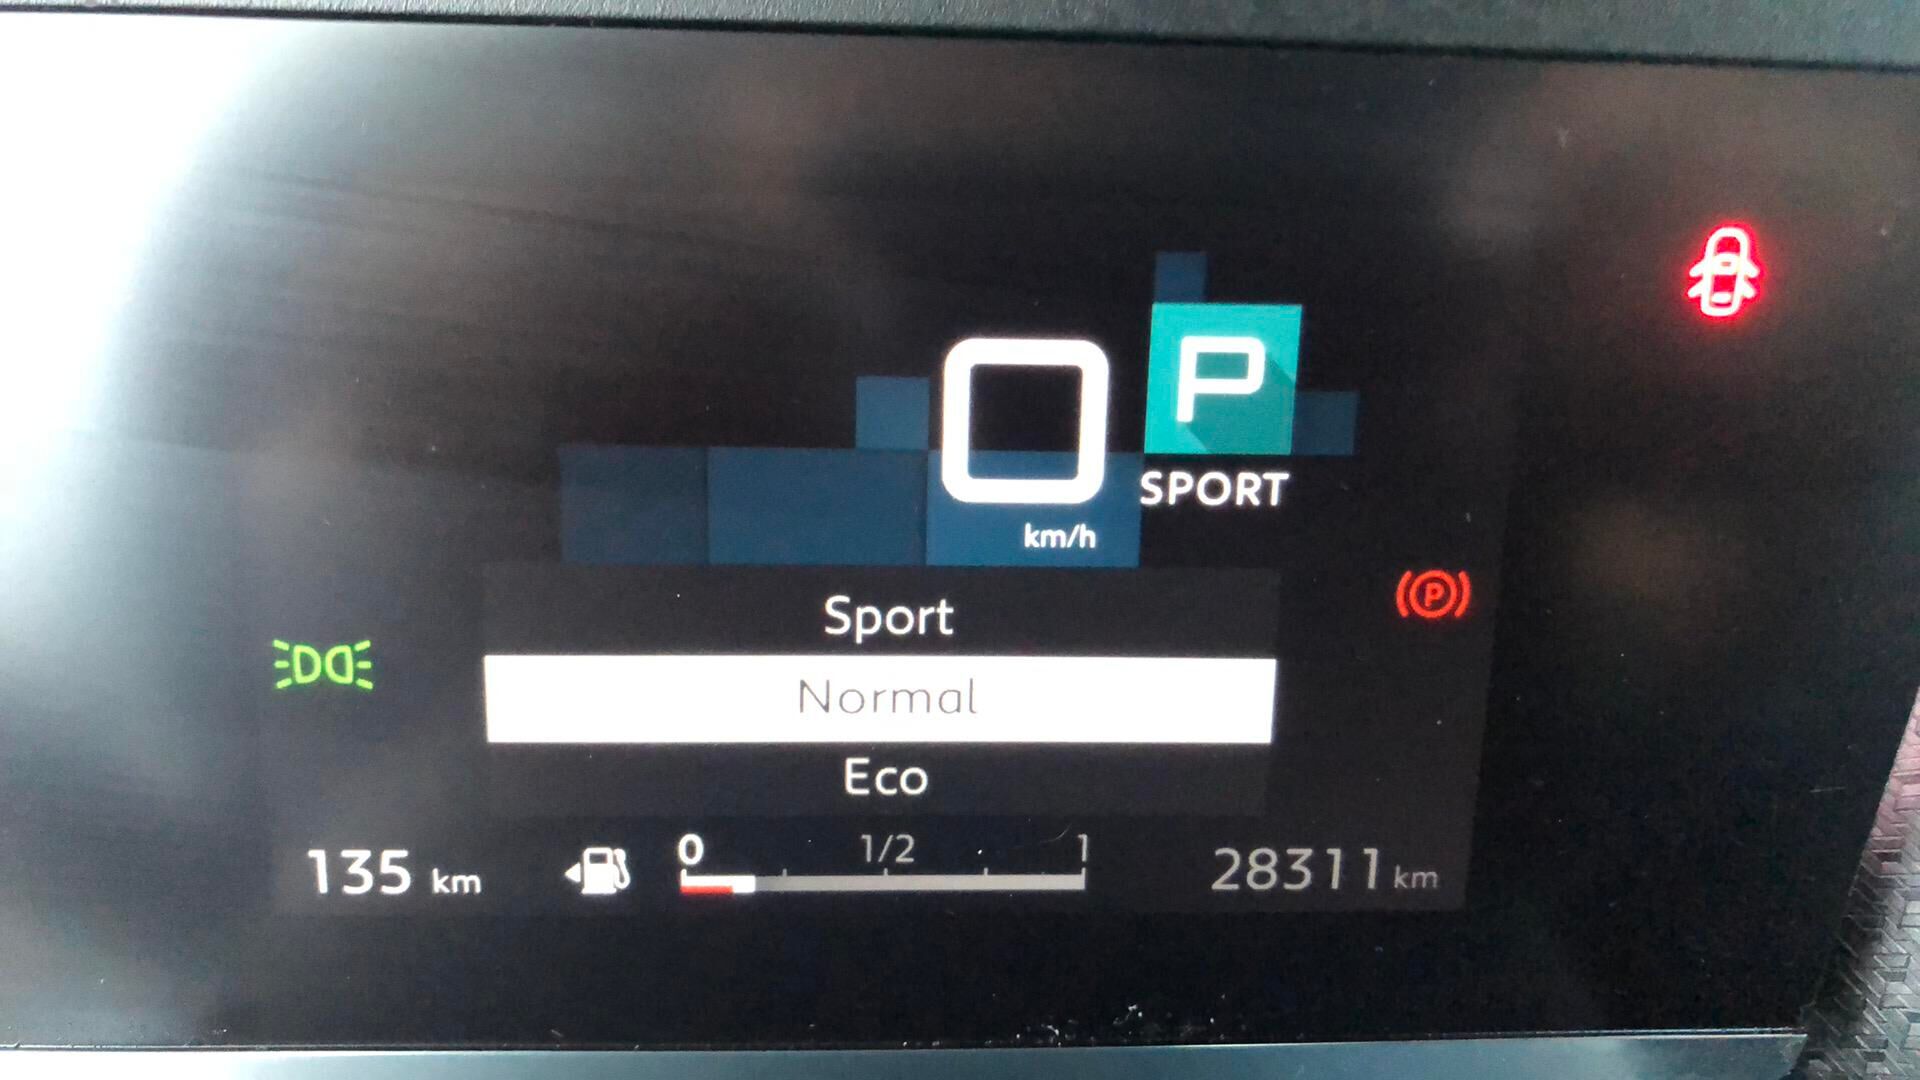 0
P
km/h
SPORT
Sport
P
Normal
Eco
135 km
0 1/2 1
28311 km